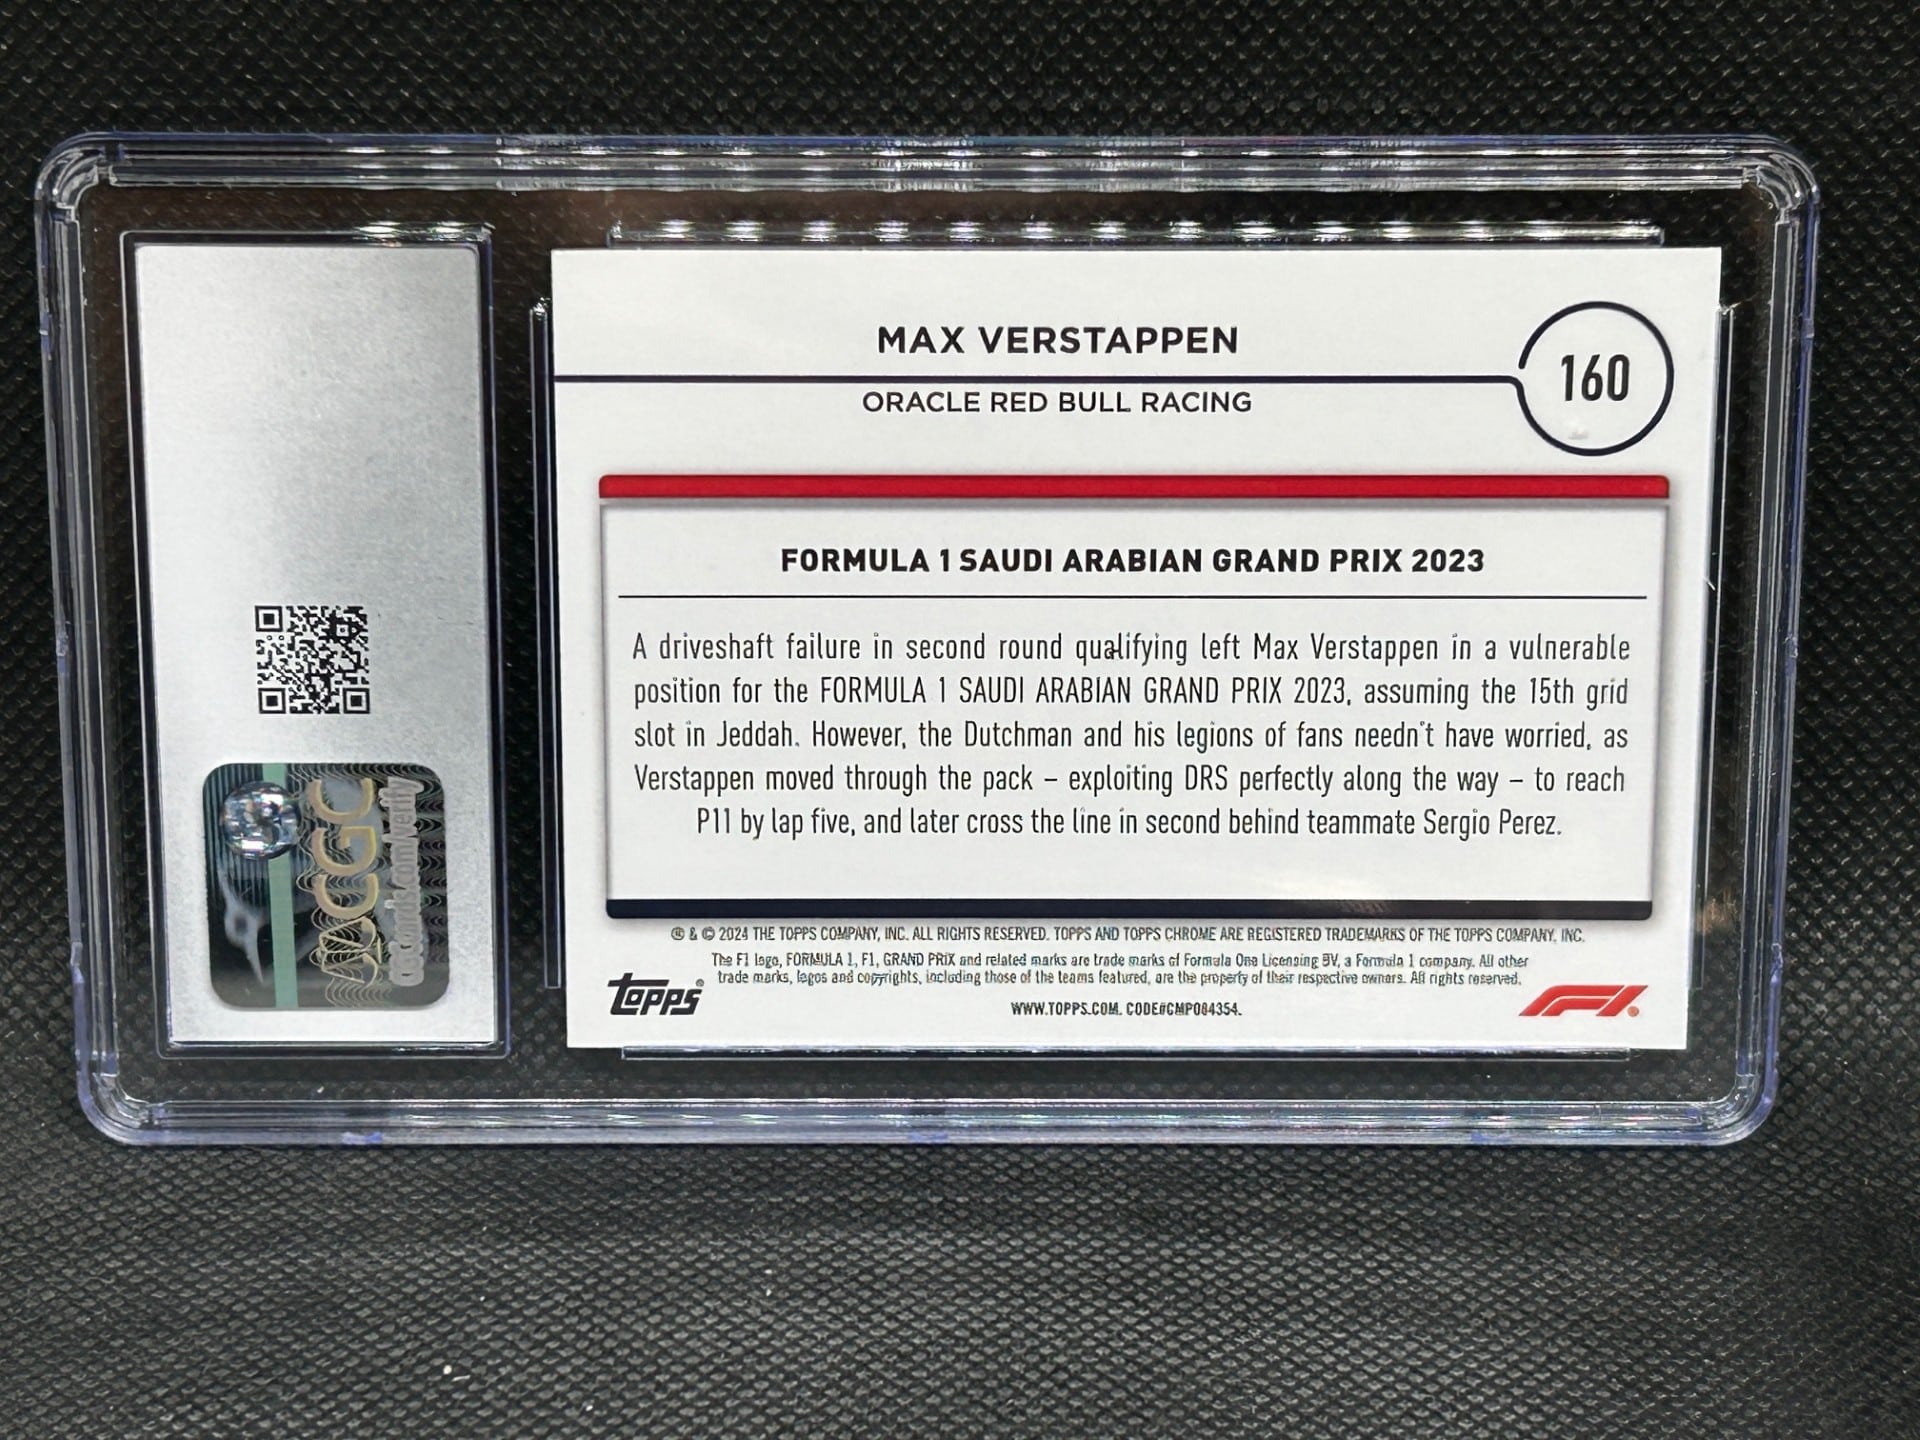 MAX VERSTAPPEN
160
ORACLE RED BULL RACING
FORMULA 1 SAUDI ARABIAN GRAND PRIX 2023
A driveshaft failure in second round qualifying left Max Verstappen in a vulnerable
position for the FORMULA 1 SAUDI ARABIAN GRAND PRIX 2023, assuming the 15th grid
slot in Jeddah. However, the Dutchman and his legions of fans needn't have worried, as
Verstappen moved through the pack – exploiting DRS perfectly along the way – to reach
P11 by lap five, and later cross the line in second behind teammate Sergio Perez.
® & © 2024 THE TOPPS COMPANY, INC. ALL RIGHTS RESERVED. TOPPS AND TOPPS CHROME ARE REGISTERED TRADEMARKS OF THE TOPPS COMPANY, INC.
The F1 logo, FORMULA 1, F1, GRAND PRIX and related marks are trade marks of Formula One Licensing BV, a Formula 1 company. All other
trade marks, logos and copyrights, including those of the teams featured, are the property of their respective owners. All rights reserved.
WWW.TOPPS.COM. CODE#CMP084354.
Topps®
F1®
CGC
cgccards.com/verify